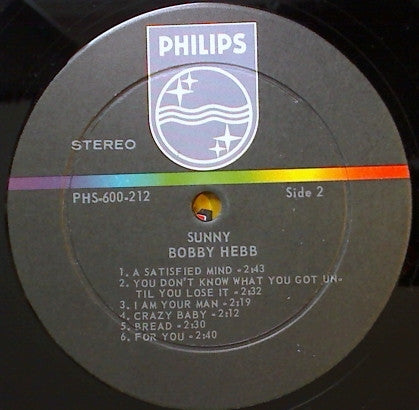 PHILIPS
STEREO
PHS-600-212
Side 2
SUNNY
BOBBY HEBB
1. A SATISFIED MIND - 2:43
2. YOU DON'T KNOW WHAT YOU GOT UN-
TIL YOU LOSE IT - 2:32
3. I AM YOUR MAN - 2:19
4. CRAZY BABY - 2:12
5. BREAD - 2:30
6. FOR YOU - 2:40